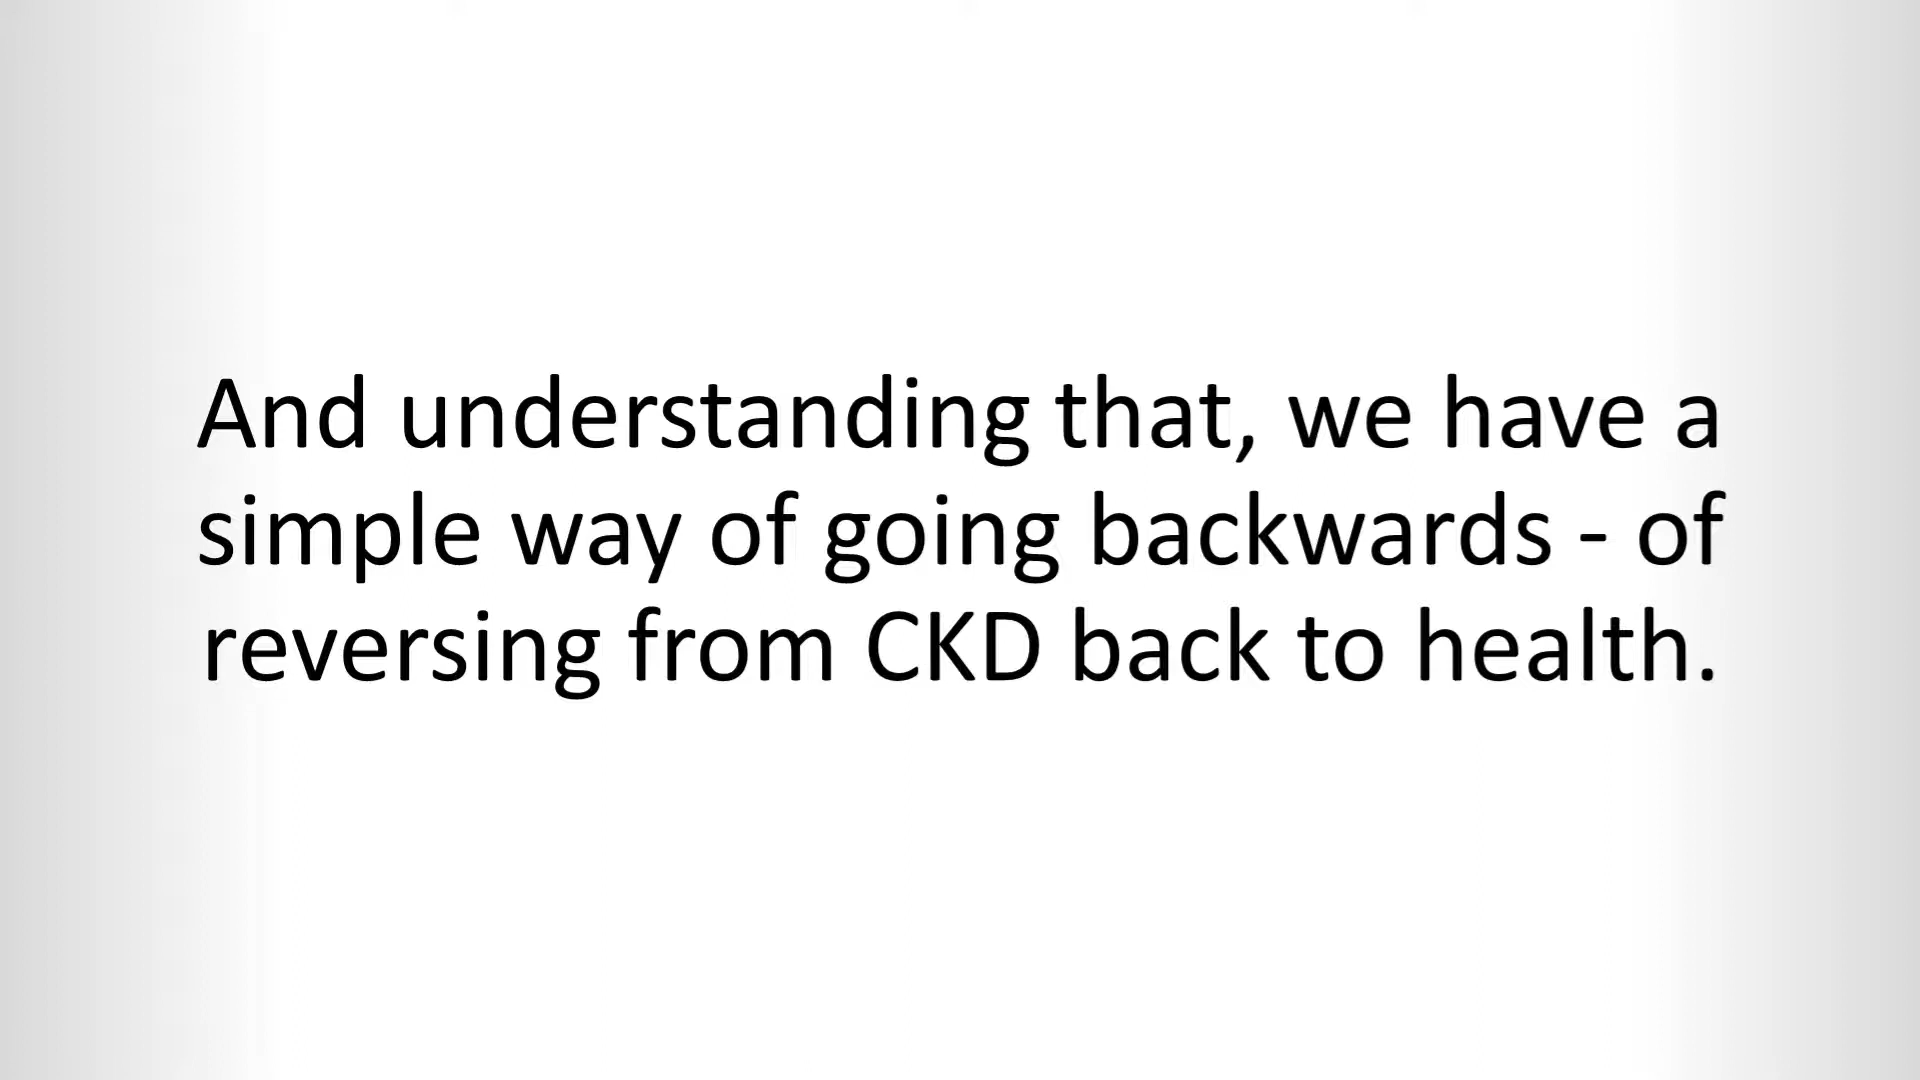 And understanding that, we have a
simple way of going backwards - of
reversing from CKD back to health.